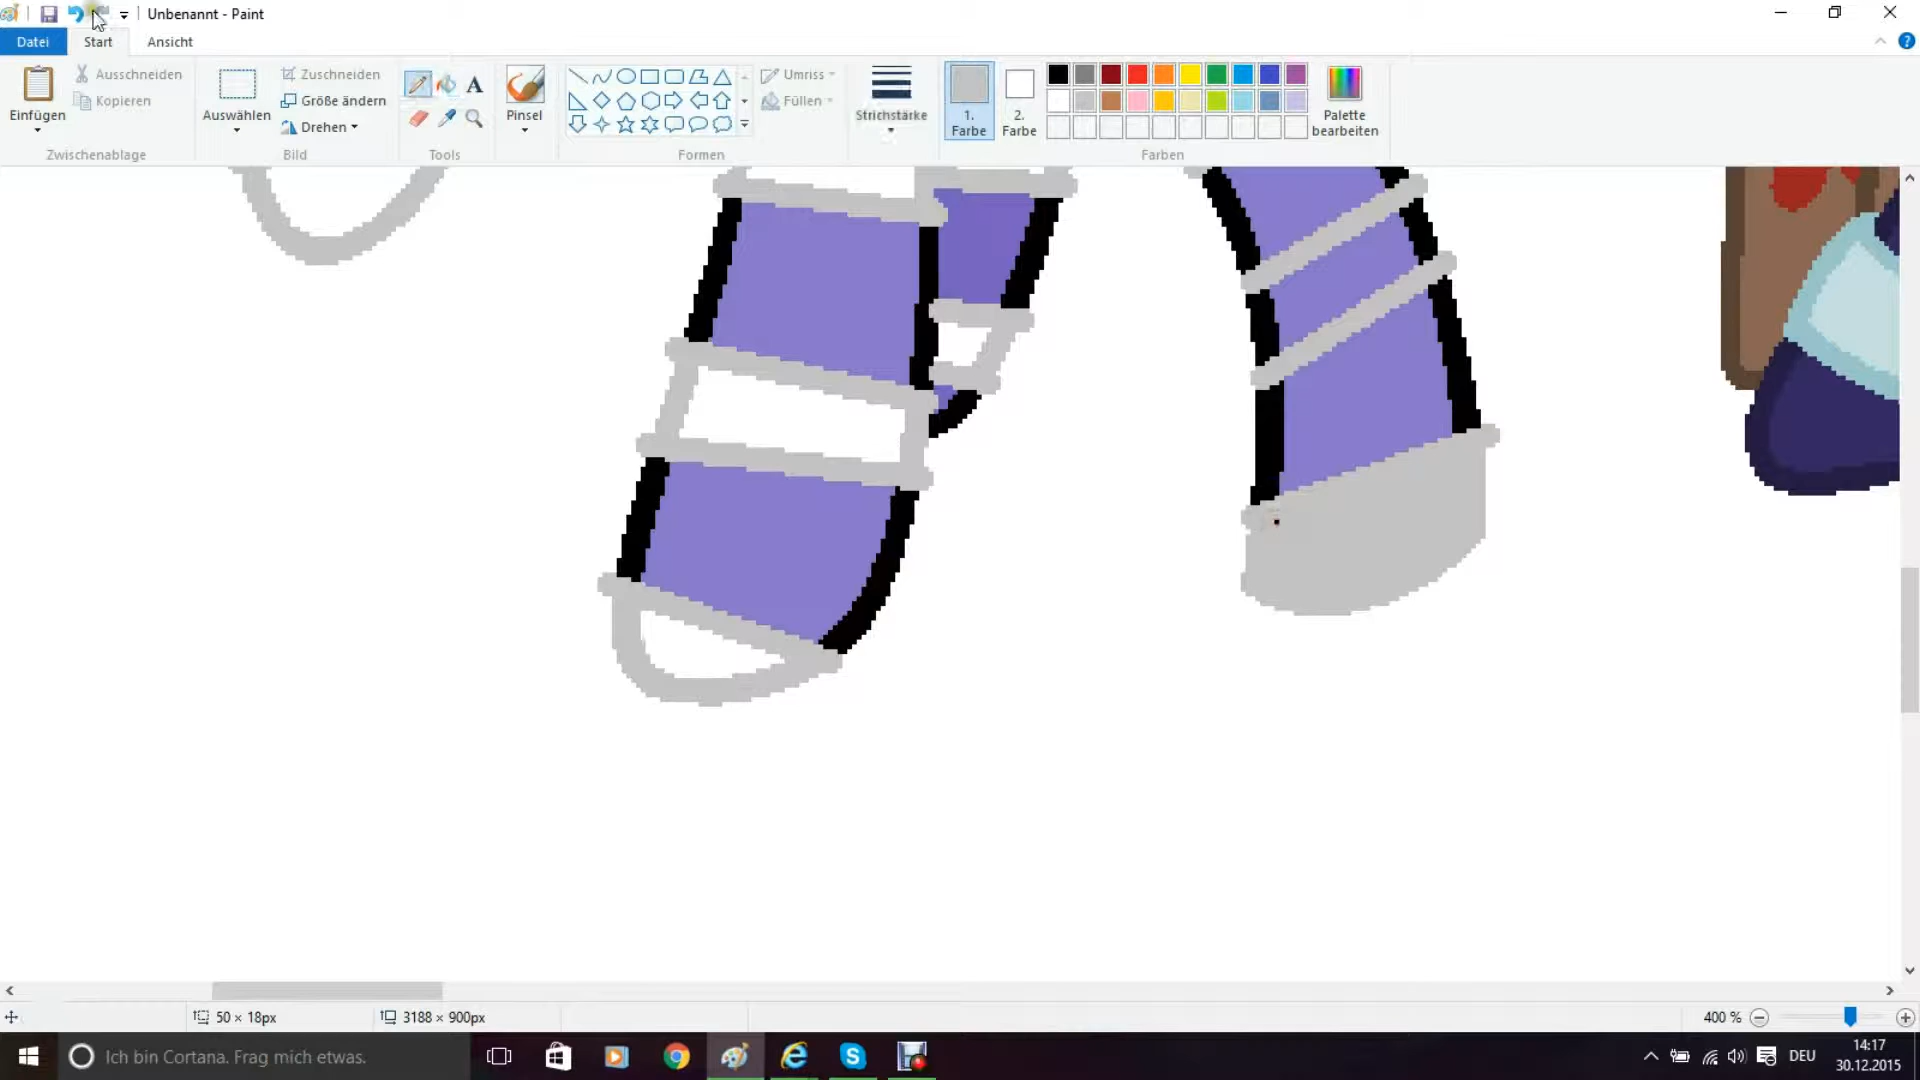 Unbenannt - Paint
Datei
Start
Ansicht
Einfügen
Ausschneiden
Kopieren
Zwischenablage
Auswählen
Zuschneiden
Größe ändern
Drehen
Bild
A
Tools
Pinsel
Formen
Umriss
Füllen
Strichstärke
1.
Farbe
2.
Farbe
Farben
Palette
bearbeiten
50 × 18px
3188 × 900px
400 %
Ich bin Cortana. Frag mich etwas.
DEU
14:17
30.12.2015